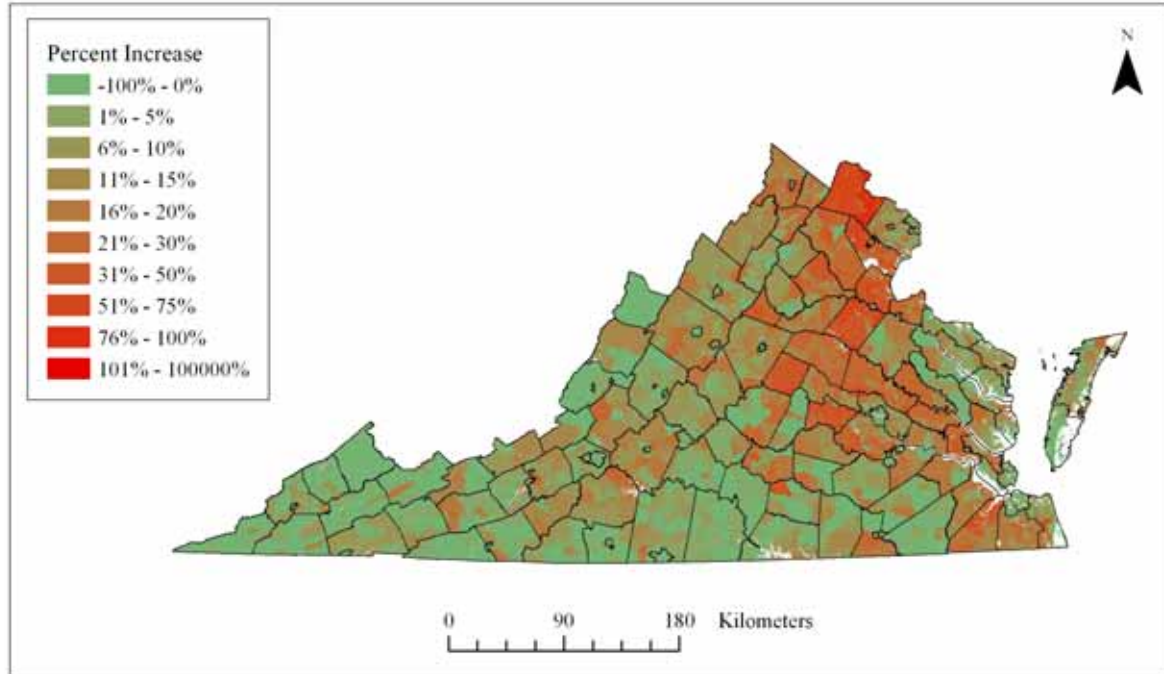 Percent Increase
-100% - 0%
1% - 5%
6% - 10%
11% - 15%
16% - 20%
21% - 30%
31% - 50%
51% - 75%
76% - 100%
101% - 100000%
N
0 90 180 Kilometers